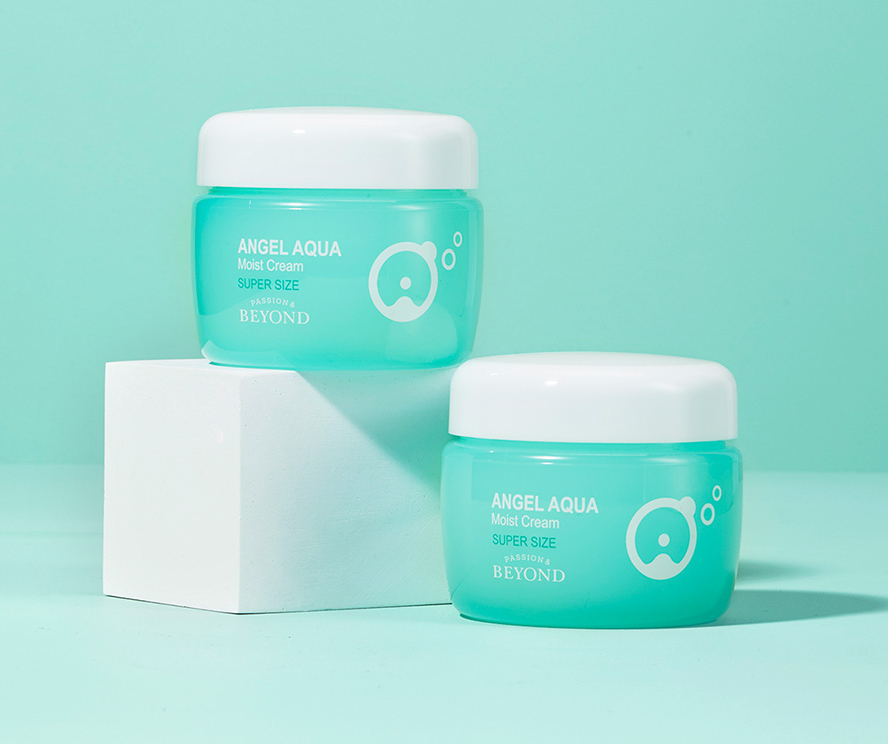 ANGEL AQUA
Moist Cream
SUPER SIZE
PASSION &
BEYOND
ANGEL AQUA
Moist Cream
SUPER SIZE
PASSION &
BEYOND